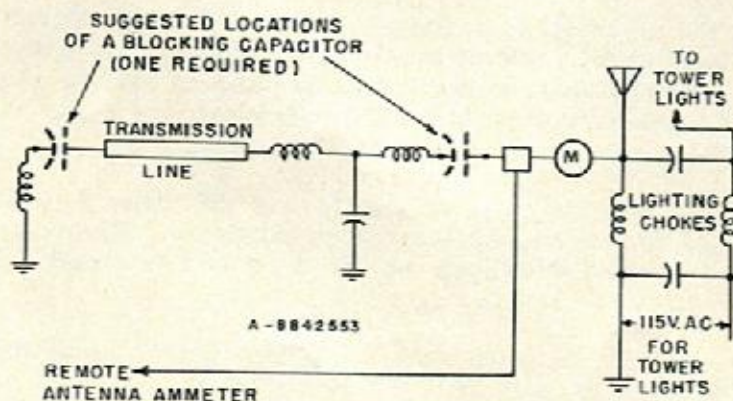 SUGGESTED LOCATIONS
OF A BLOCKING CAPACITOR
(ONE REQUIRED)
TO
TOWER
LIGHTS
TRANSMISSION
LINE
M
LIGHTING
CHOKES
A-8842553
115V. AC
FOR
TOWER
LIGHTS
REMOTE
ANTENNA AMMETER